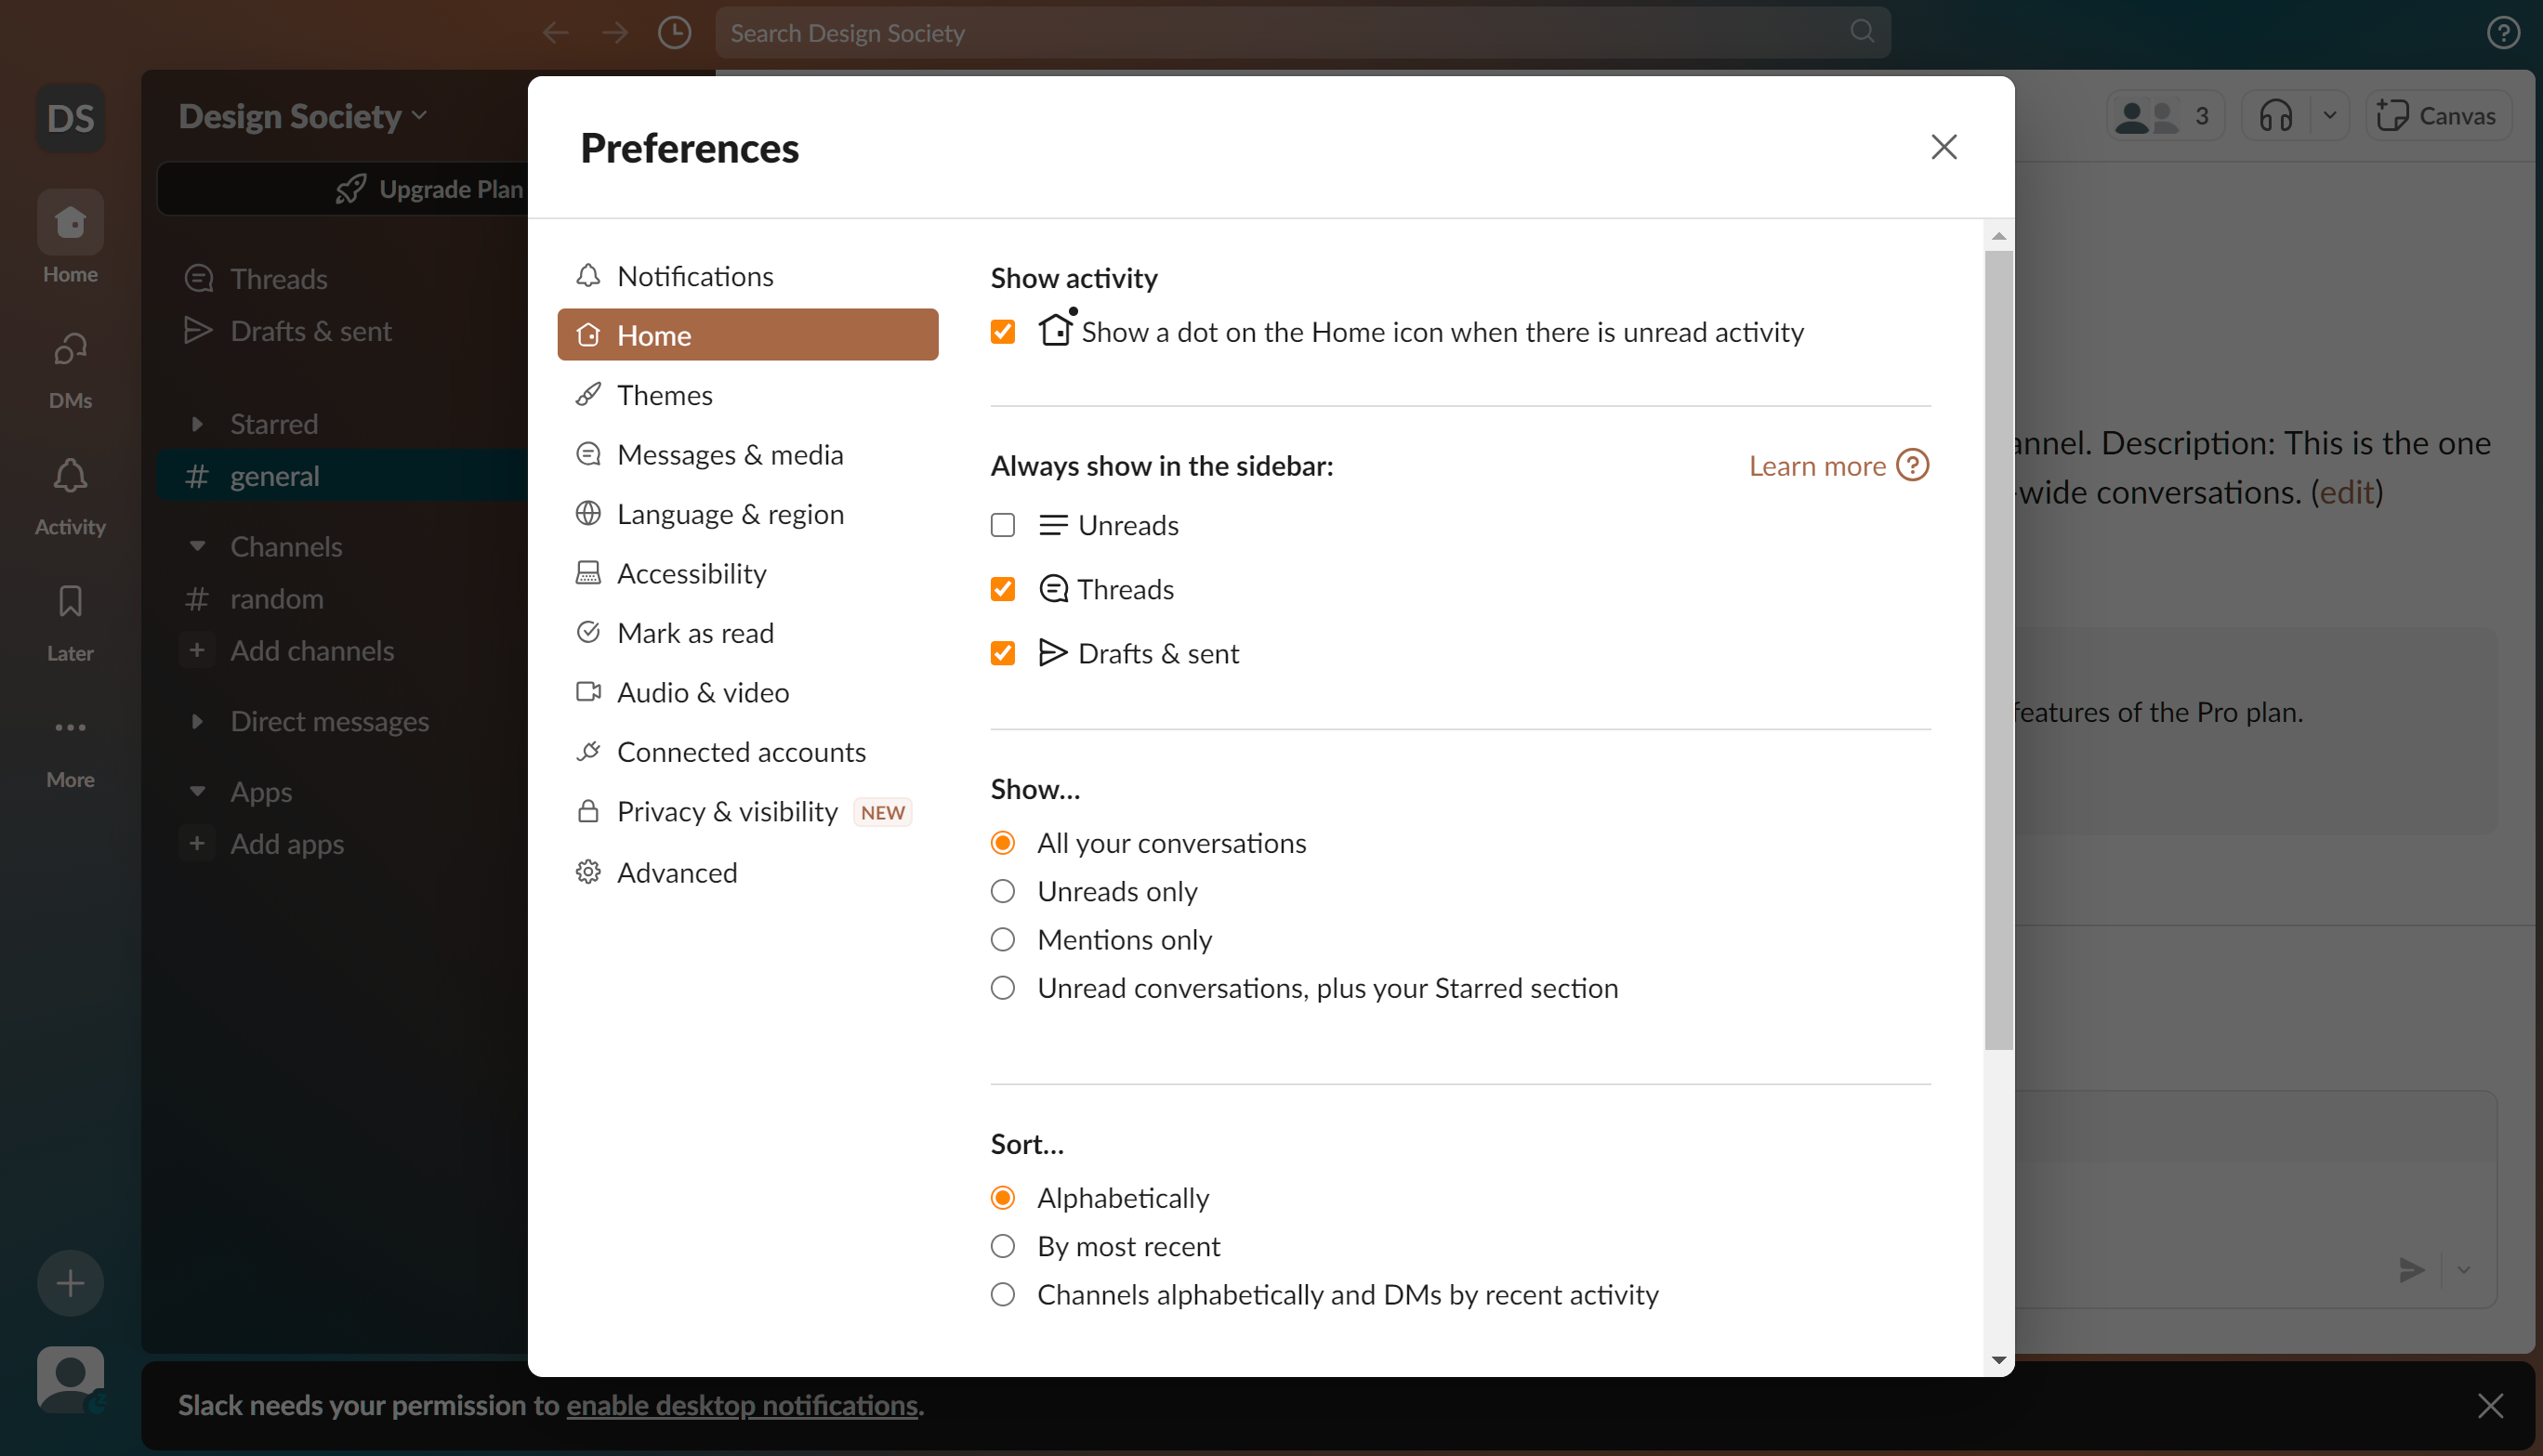 Search Design Society
DS
Home
DMs
Activity
Later
More
Design Society
Upgrade Plan
Threads
Drafts & sent
Starred
general
Channels
random
Add channels
Direct messages
Apps
Add apps
Preferences
Notifications
Home
Themes
Messages & media
Language & region
Accessibility
Mark as read
Audio & video
Connected accounts
Privacy & visibility NEW
Advanced
Show activity
Show a dot on the Home icon when there is unread activity
Always show in the sidebar:
Learn more
Unreads
Threads
Drafts & sent
Show...
All your conversations
Unreads only
Mentions only
Unread conversations, plus your Starred section
Sort...
Alphabetically
By most recent
Channels alphabetically and DMs by recent activity
3
Canvas
annel. Description: This is the one
-wide conversations. (edit)
features of the Pro plan.
Slack needs your permission to enable desktop notifications.